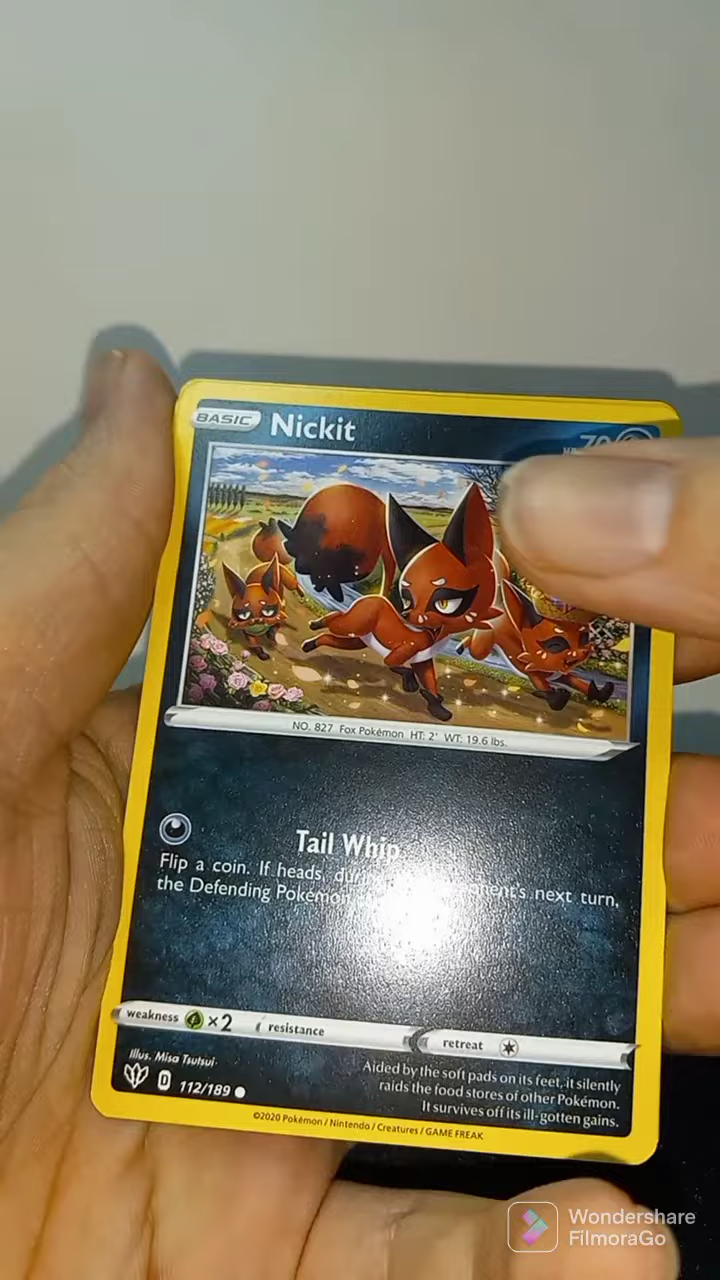 BASIC Nickit
NO. 827 Fox Pokémon HT: 2' WT: 19.6 lbs.
Tail Whip
Flip a coin. If heads, next turn,
the Defending Pokémon
weakness ×2 resistance retreat
Illus. Misa Tsutsui
D 112/189
Aided by the soft pads on its feet, it silently
raids the food stores of other Pokémon.
It survives off its ill-gotten gains.
©2020 Pokémon / Nintendo / Creatures / GAME FREAK
Wondershare
FilmoraGo